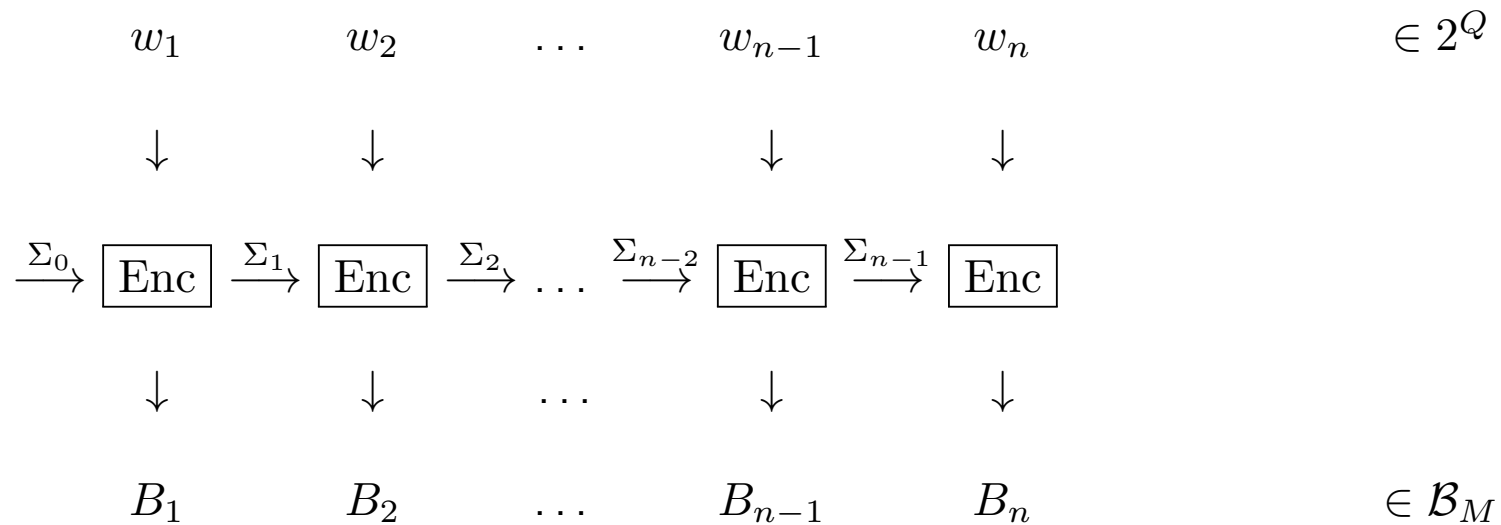 w_1 w_2 … w_{n−1} w_n ∈ 2^Q
↓ ↓ ↓ ↓
Σ_0 Σ_1 Σ_2 Σ_{n−2} Σ_{n−1}
⟶ Enc ⟶ Enc ⟶ … ⟶ Enc ⟶ Enc
↓ ↓ … ↓ ↓
B_1 B_2 … B_{n−1} B_n ∈ ℬ_M